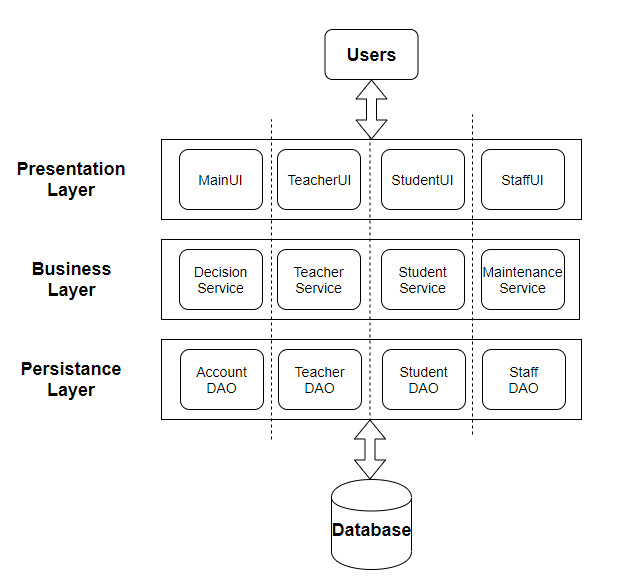 Users
Presentation
Layer
MainUI
TeacherUI
StudentUI
StaffUI
Business
Layer
Decision
Service
Teacher
Service
Student
Service
Maintenance
Service
Persistance
Layer
Account
DAO
Teacher
DAO
Student
DAO
Staff
DAO
Database